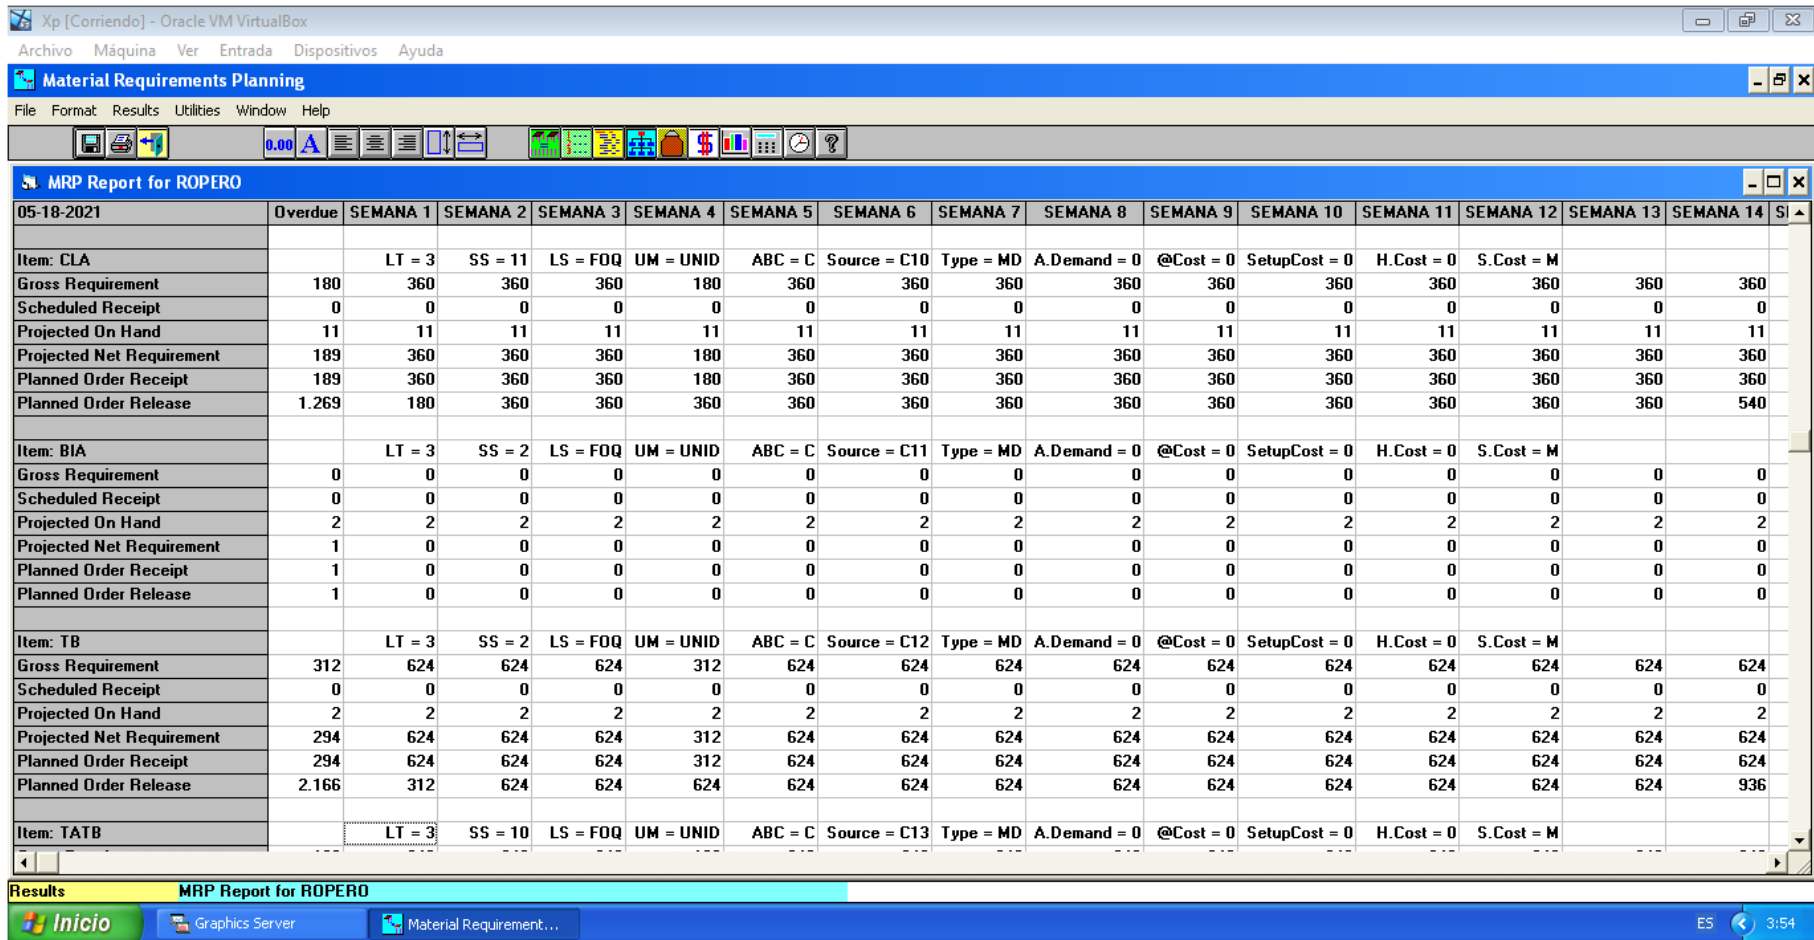 Xp [Corriendo] - Oracle VM VirtualBox
Archivo Máquina Ver Entrada Dispositivos Ayuda
Material Requirements Planning
File Format Results Utilities Window Help
0.00 A $ ?
MRP Report for ROPERO
05-18-2021 Overdue SEMANA 1 SEMANA 2 SEMANA 3 SEMANA 4 SEMANA 5 SEMANA 6 SEMANA 7 SEMANA 8 SEMANA 9 SEMANA 10 SEMANA 11 SEMANA 12 SEMANA 13 SEMANA 14
Item: CLA LT = 3 SS = 11 LS = FOQ UM = UNID ABC = C Source = C10 Type = MD A.Demand = 0 @Cost = 0 SetupCost = 0 H.Cost = 0 S.Cost = M
Gross Requirement 180 360 360 360 180 360 360 360 360 360 360 360 360 360 360
Scheduled Receipt 0 0 0 0 0 0 0 0 0 0 0 0 0 0 0
Projected On Hand 11 11 11 11 11 11 11 11 11 11 11 11 11 11 11
Projected Net Requirement 189 360 360 360 180 360 360 360 360 360 360 360 360 360 360
Planned Order Receipt 189 360 360 360 180 360 360 360 360 360 360 360 360 360 360
Planned Order Release 1.269 180 360 360 360 360 360 360 360 360 360 360 360 360 540
Item: BIA LT = 3 SS = 2 LS = FOQ UM = UNID ABC = C Source = C11 Type = MD A.Demand = 0 @Cost = 0 SetupCost = 0 H.Cost = 0 S.Cost = M
Gross Requirement 0 0 0 0 0 0 0 0 0 0 0 0 0 0 0
Scheduled Receipt 0 0 0 0 0 0 0 0 0 0 0 0 0 0 0
Projected On Hand 2 2 2 2 2 2 2 2 2 2 2 2 2 2 2
Projected Net Requirement 1 0 0 0 0 0 0 0 0 0 0 0 0 0 0
Planned Order Receipt 1 0 0 0 0 0 0 0 0 0 0 0 0 0 0
Planned Order Release 1 0 0 0 0 0 0 0 0 0 0 0 0 0 0
Item: TB LT = 3 SS = 2 LS = FOQ UM = UNID ABC = C Source = C12 Type = MD A.Demand = 0 @Cost = 0 SetupCost = 0 H.Cost = 0 S.Cost = M
Gross Requirement 312 624 624 624 312 624 624 624 624 624 624 624 624 624 624
Scheduled Receipt 0 0 0 0 0 0 0 0 0 0 0 0 0 0 0
Projected On Hand 2 2 2 2 2 2 2 2 2 2 2 2 2 2 2
Projected Net Requirement 294 624 624 624 312 624 624 624 624 624 624 624 624 624 624
Planned Order Receipt 294 624 624 624 312 624 624 624 624 624 624 624 624 624 624
Planned Order Release 2.166 312 624 624 624 624 624 624 624 624 624 624 624 624 936
Item: TATB LT = 3 SS = 10 LS = FOQ UM = UNID ABC = C Source = C13 Type = MD A.Demand = 0 @Cost = 0 SetupCost = 0 H.Cost = 0 S.Cost = M
Results MRP Report for ROPERO
Inicio Graphics Server Material Requirement... ES 3:54